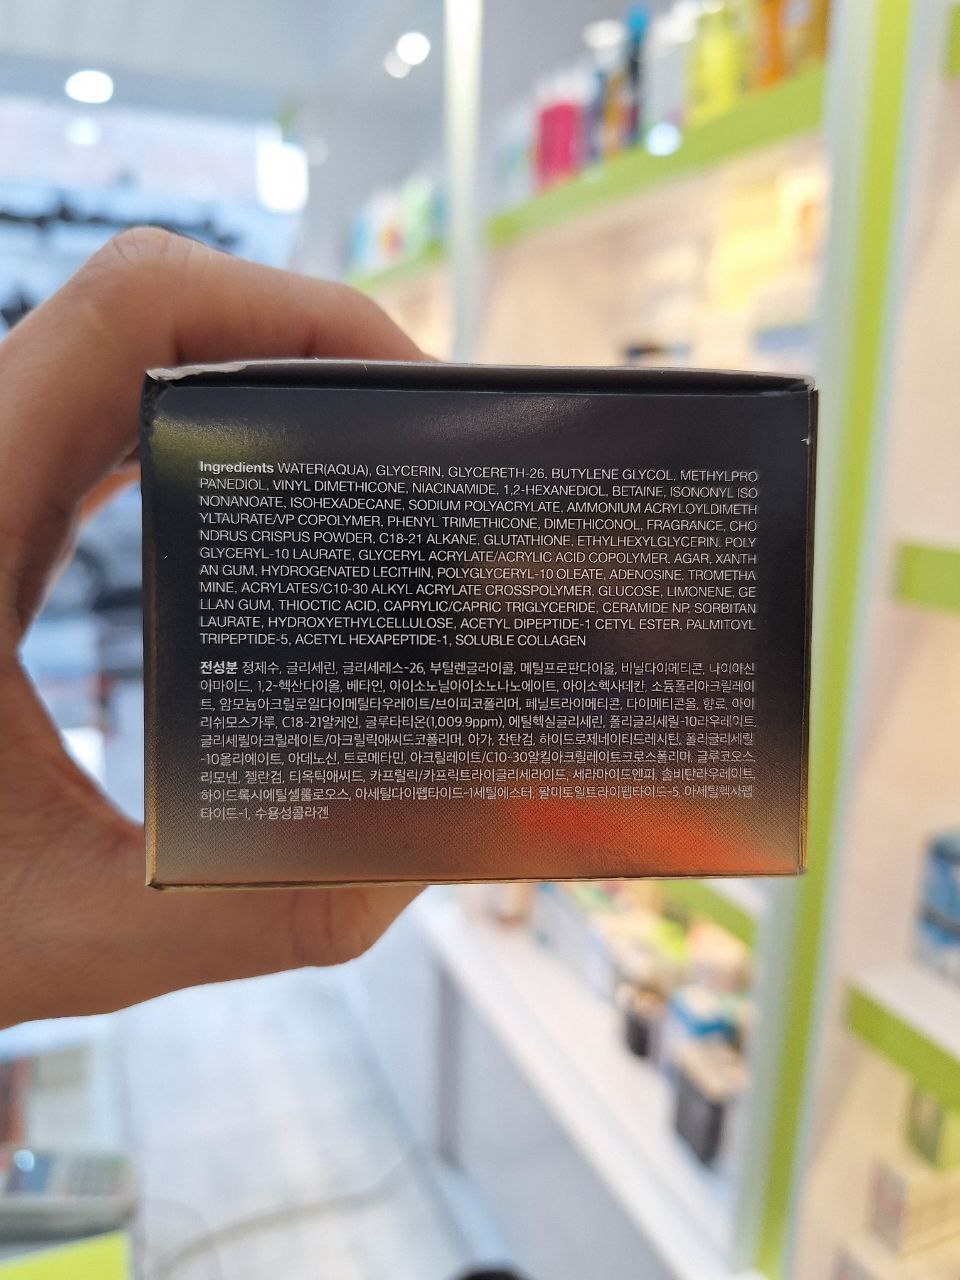 Ingredients WATER(AQUA), GLYCERIN, GLYCERETH-26, BUTYLENE GLYCOL, METHYLPRO
PANEDIOL, VINYL DIMETHICONE, NIACINAMIDE, 1,2-HEXANEDIOL, BETAINE, ISONONYL ISO
NONANOATE, ISOHEXADECANE, SODIUM POLYACRYLATE, AMMONIUM ACRYLOYLDIMETH
YLTAURATE/VP COPOLYMER, PHENYL TRIMETHICONE, DIMETHICONOL, FRAGRANCE, CHO
NDRUS CRISPUS POWDER, C18-21 ALKANE, GLUTATHIONE, ETHYLHEXYLGLYCERIN, POLY
GLYCERYL-10 LAURATE, GLYCERYL ACRYLATE/ACRYLIC ACID COPOLYMER, AGAR, XANTH
AN GUM, HYDROGENATED LECITHIN, POLYGLYCERYL-10 OLEATE, ADENOSINE, TROMETHA
MINE, ACRYLATES/C10-30 ALKYL ACRYLATE CROSSPOLYMER, GLUCOSE, LIMONENE, GE
LLAN GUM, THIOCTIC ACID, CAPRYLIC/CAPRIC TRIGLYCERIDE, CERAMIDE NP, SORBITAN
LAURATE, HYDROXYETHYLCELLULOSE, ACETYL DIPEPTIDE-1 CETYL ESTER, PALMITOYL
TRIPEPTIDE-5, ACETYL HEXAPEPTIDE-1, SOLUBLE COLLAGEN
전성분 정제수, 글리세린, 글리세레스-26, 부틸렌글라이콜, 메틸프로판다이올, 비닐다이메티콘, 나이아신
아마이드, 1,2-헥산다이올, 베타인, 아이소노닐아이소노나노에이트, 아이소헥사데칸, 소듐폴리아크릴레이
트, 암모늄아크릴로일다이메틸타우레이트/브이피코폴리머, 페닐트라이메티콘, 다이메티콘올, 향료, 아이
리쉬모스가루, C18-21알케인, 글루타티온(1,009.9ppm), 에틸헥실글리세린, 폴리글리세릴-10라우레이트,
글리세릴아크릴레이트/아크릴릭애씨드코폴리머, 아가, 잔탄검, 하이드로제네이티드레시틴, 폴리글리세릴
-10올리에이트, 아데노신, 트로메타민, 아크릴레이트/C10-30알킬아크릴레이트크로스폴리머, 글루코오스,
리모넨, 젤란검, 티옥틱애씨드, 카프릴릭/카프릭트라이글리세라이드, 세라마이드엔피, 솔비탄라우레이트,
하이드록시에틸셀룰로오스, 아세틸다이펩타이드-1세틸에스터, 팔미토일트라이펩타이드-5, 아세틸헥사펩
타이드-1, 수용성콜라겐